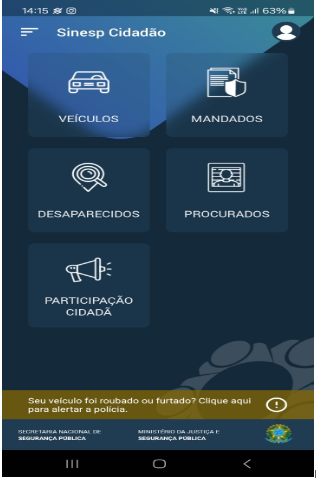 14:15
63%
Sinesp Cidadão
VEÍCULOS
MANDADOS
DESAPARECIDOS
PROCURADOS
PARTICIPAÇÃO
CIDADÃ
Seu veículo foi roubado ou furtado? Clique aqui
para alertar a polícia.
SECRETARIA NACIONAL DE
SEGURANÇA PÚBLICA
MINISTÉRIO DA JUSTIÇA E
SEGURANÇA PÚBLICA